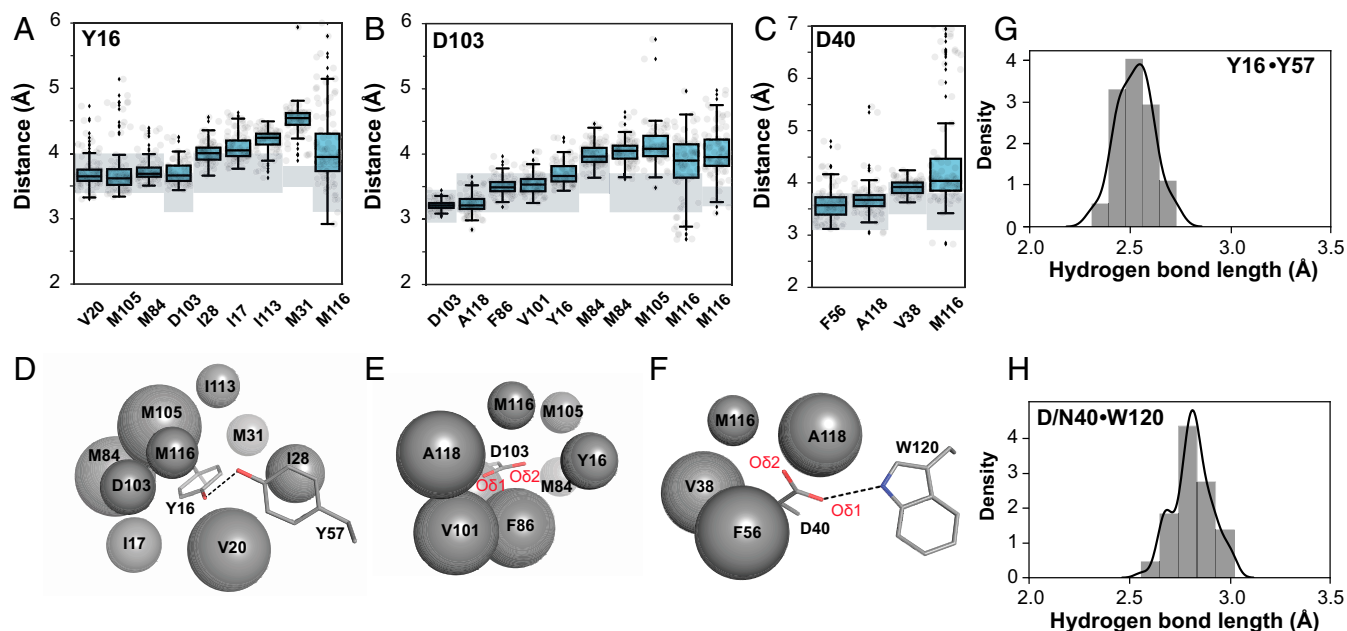 A
Y16
Distance (Å)
6
5
4
3
2
V20
M105
M84
D103
I28
I17
I113
M31
M116
B
D103
Distance (Å)
6
5
4
3
2
D103
A118
F86
V101
Y16
M84
M84
M105
M116
M116
C
D40
Distance (Å)
7
6
5
4
3
2
F56
A118
V38
M116
G
Y16•Y57
Density
4
3
2
1
0
2.0
2.5
3.0
3.5
Hydrogen bond length (Å)
D
I113
M105
M31
M116
M84
I28
D103
Y16
Y57
I17
V20
E
M116
M105
A118
D103
Y16
Oδ1
Oδ2
M84
V101
F86
F
M116
A118
W120
Oδ2
V38
Oδ1
D40
F56
H
D/N40•W120
Density
4
3
2
1
0
2.0
2.5
3.0
3.5
Hydrogen bond length (Å)